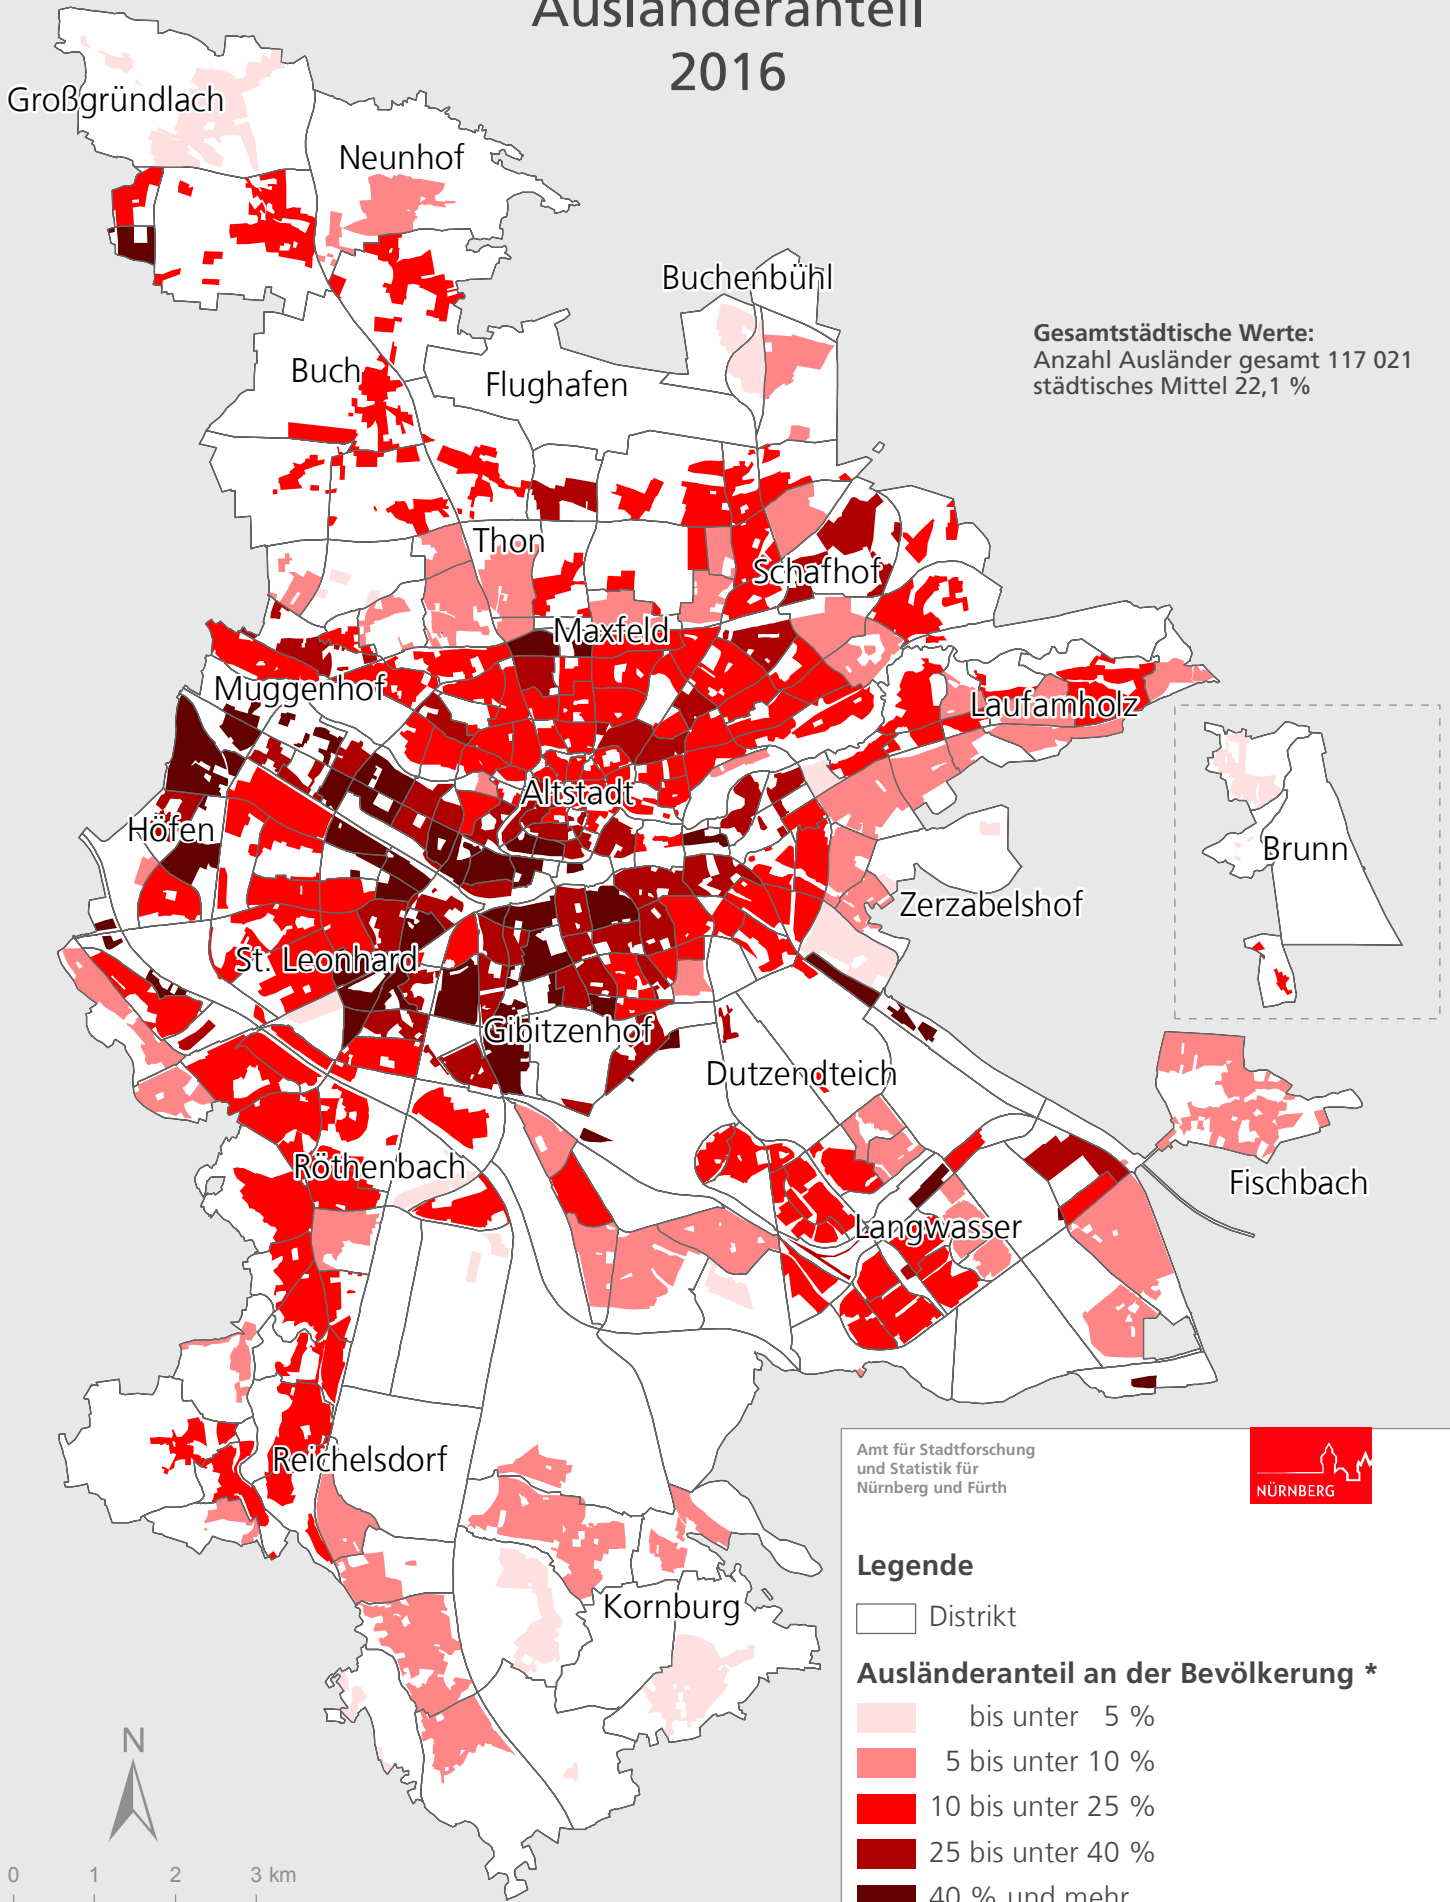 Ausländeranteil
2016
Großgründlach
Neunhof
Buchenbühl
Gesamtstädtische Werte:
Anzahl Ausländer gesamt 117 021
städtisches Mittel 22,1 %
Buch
Flughafen
Thon
Schafhof
Maxfeld
Muggenhof
Laufamholz
Altstadt
Höfen
Brunn
Zerzabelshof
St. Leonhard
Gibitzenhof
Dutzendteich
Röthenbach
Fischbach
Langwasser
Reichelsdorf
Kornburg
Amt für Stadtforschung
und Statistik für
Nürnberg und Fürth
NÜRNBERG
Legende
Distrikt
Ausländeranteil an der Bevölkerung *
bis unter 5 %
5 bis unter 10 %
10 bis unter 25 %
25 bis unter 40 %
40 % und mehr
N
0 1 2 3 km